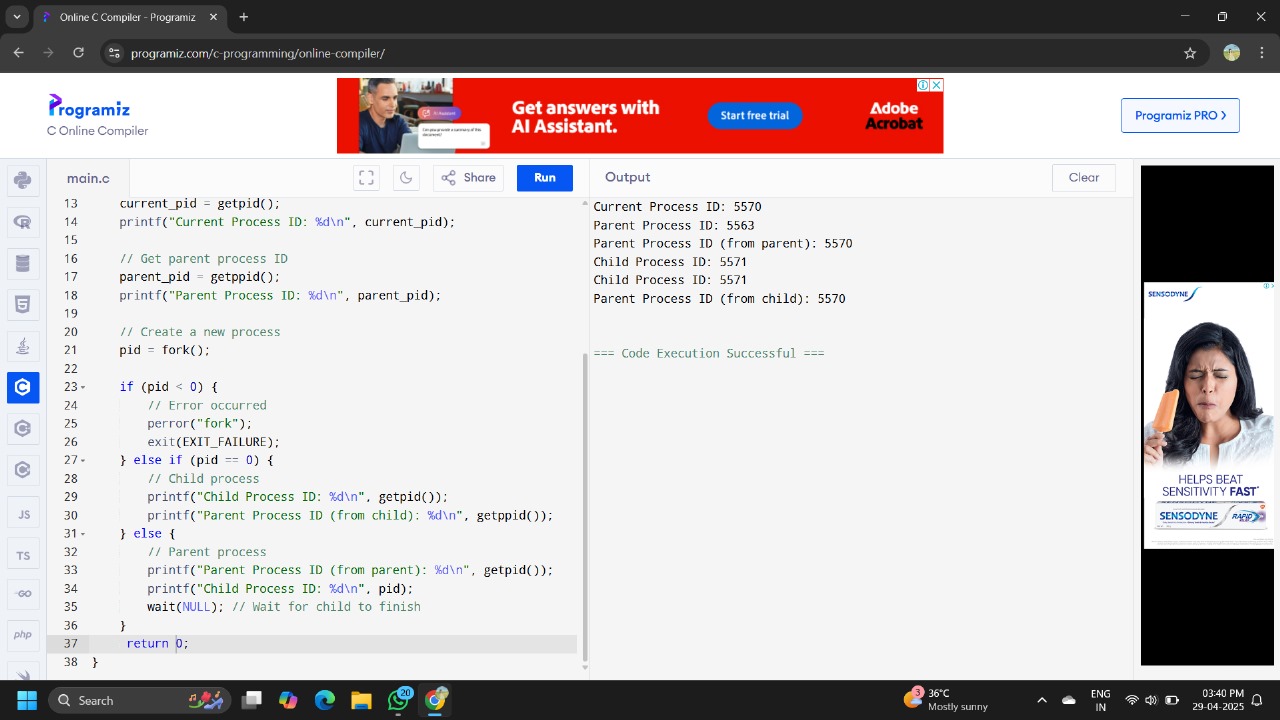 Online Compiler - Programiz
programiz.com/c-programming/online-compiler/
Programiz
C Online Compiler
AI Assistant
Get answers with
AI Assistant.
Start free trial
Adobe
Acrobat
Programiz PRO
main.c
Share
Run
Output
Clear
13 current_pid = getpid();
14 printf("Current Process ID: %d\n", current_pid);
15
16 // Get parent process ID
17 parent_pid = getppid();
18 printf("Parent Process ID: %d\n", parent_pid);
19
20 // Create a new process
21 pid = fork();
22
23 if (pid < 0) {
24 // Error occurred
25 perror("fork");
26 exit(EXIT_FAILURE);
27 } else if (pid == 0) {
28 // Child process
29 printf("Child Process ID: %d\n", getpid());
30 printf("Parent Process ID (from child): %d\n", getppid());
31 } else {
32 // Parent process
33 printf("Parent Process ID (from parent): %d\n", getpid());
34 printf("Child Process ID: %d\n", pid);
35 wait(NULL); // Wait for child to finish
36 }
37 return 0;
38 }
Current Process ID: 5570
Parent Process ID: 5563
Parent Process ID (from parent): 5570
Child Process ID: 5571
Child Process ID: 5571
Parent Process ID (from child): 5570
=== Code Execution Successful ===
JS
TS
GO
php
SENSODYNE
HELPS BEAT
SENSITIVITY FAST*
SENSODYNE RAPID
Search
20
3
36°C
Mostly sunny
ENG
IN
03:40 PM
29-04-2025